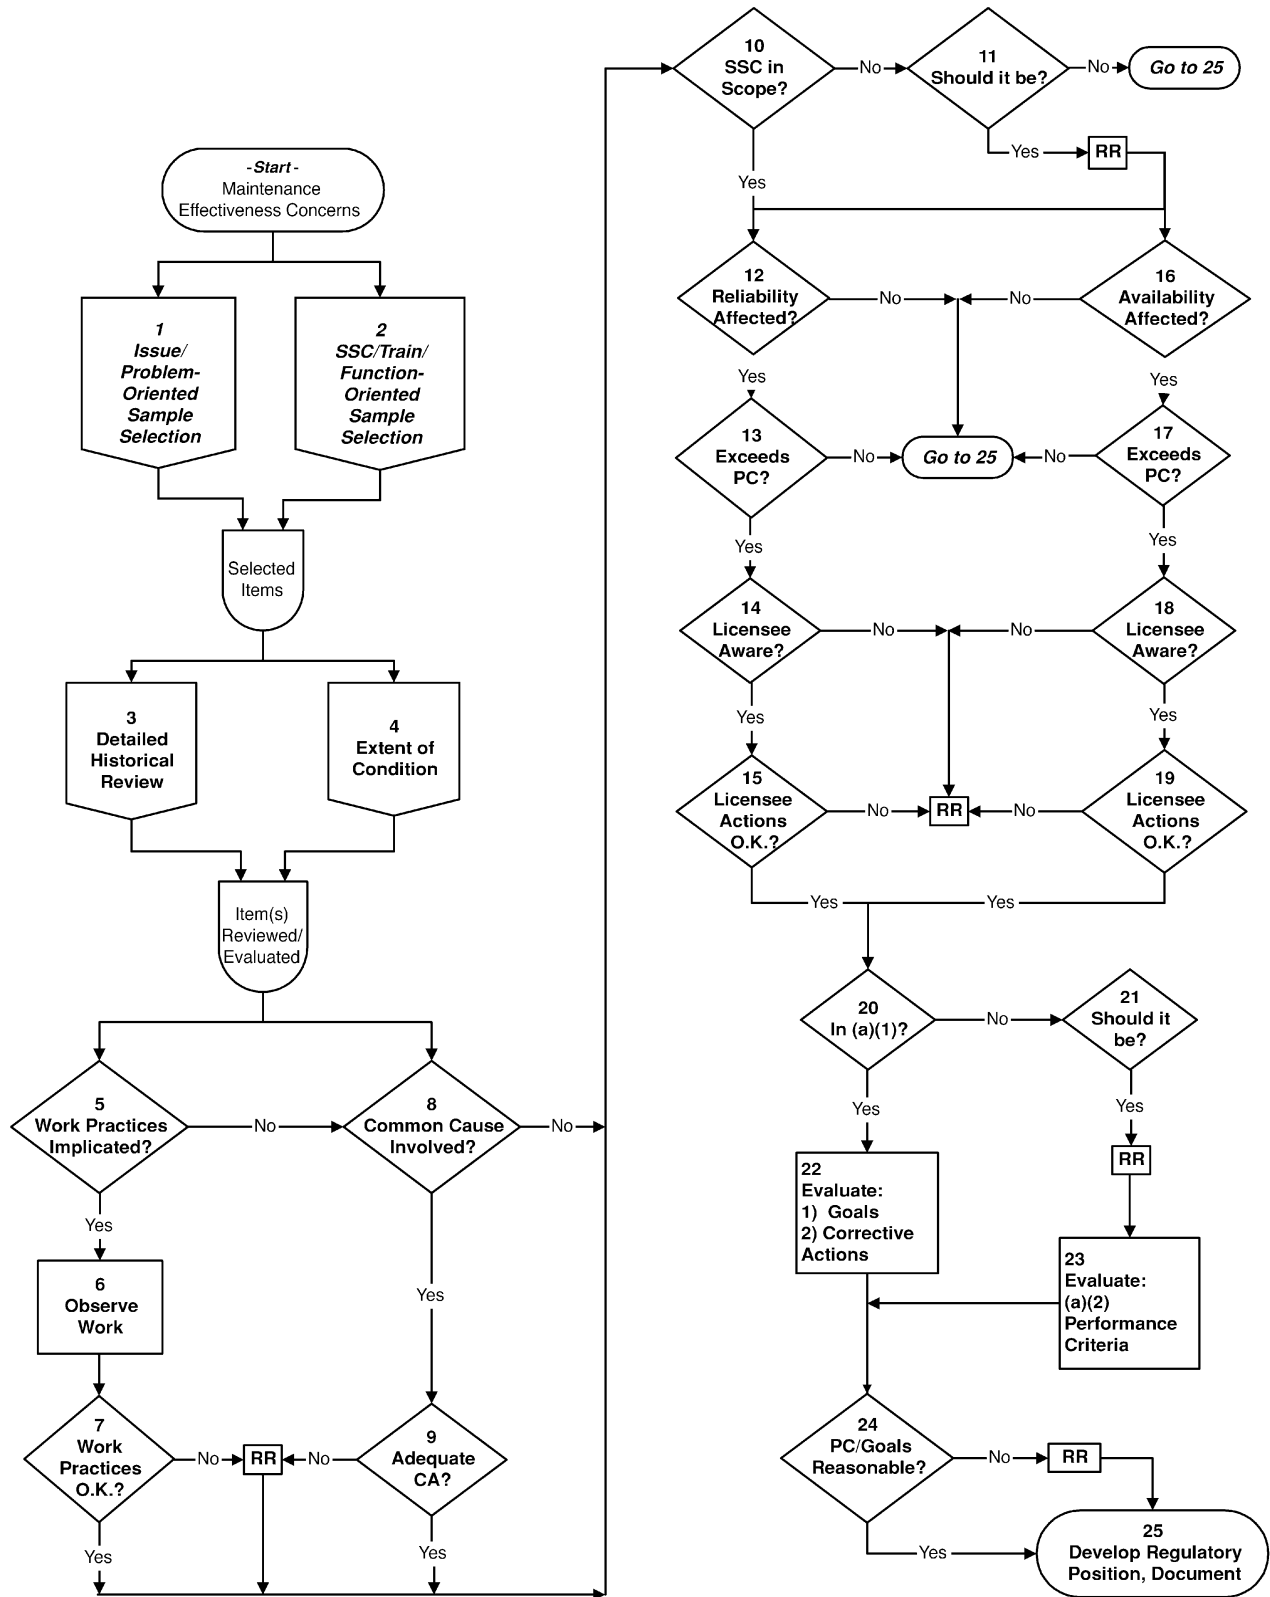 -Start-
Maintenance
Effectiveness Concerns
1
Issue/
Problem-
Oriented
Sample
Selection
2
SSC/Train/
Function-
Oriented
Sample
Selection
Selected
Items
3
Detailed
Historical
Review
4
Extent of
Condition
Item(s)
Reviewed/
Evaluated
5
Work Practices
Implicated?
No
8
Common Cause
Involved?
No
Yes
6
Observe
Work
Yes
7
Work
Practices
O.K.?
No
RR
No
9
Adequate
CA?
Yes
Yes
10
SSC in
Scope?
No
11
Should it be?
No
Go to 25
Yes
RR
Yes
12
Reliability
Affected?
No
No
16
Availability
Affected?
Yes
Yes
13
Exceeds
PC?
No
Go to 25
No
17
Exceeds
PC?
Yes
Yes
14
Licensee
Aware?
No
No
18
Licensee
Aware?
Yes
Yes
15
Licensee
Actions
O.K.?
No
RR
No
19
Licensee
Actions
O.K.?
Yes
Yes
20
In (a)(1)?
No
21
Should it
be?
Yes
Yes
RR
22
Evaluate:
1) Goals
2) Corrective
Actions
23
Evaluate:
(a)(2)
Performance
Criteria
24
PC/Goals
Reasonable?
No
RR
Yes
25
Develop Regulatory
Position, Document